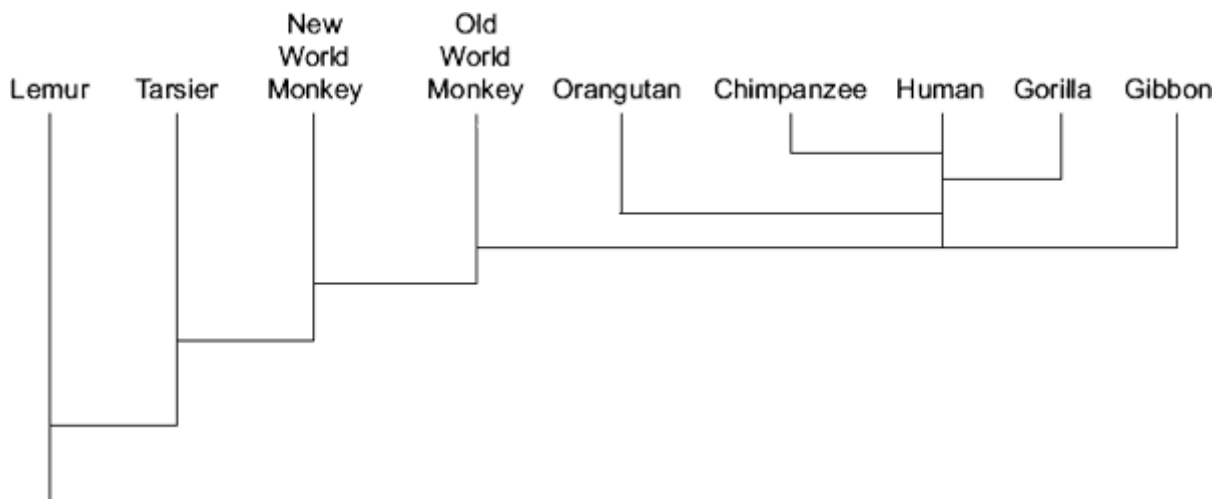 Lemur
Tarsier
New
World
Monkey
Old
World
Monkey
Orangutan
Chimpanzee
Human
Gorilla
Gibbon